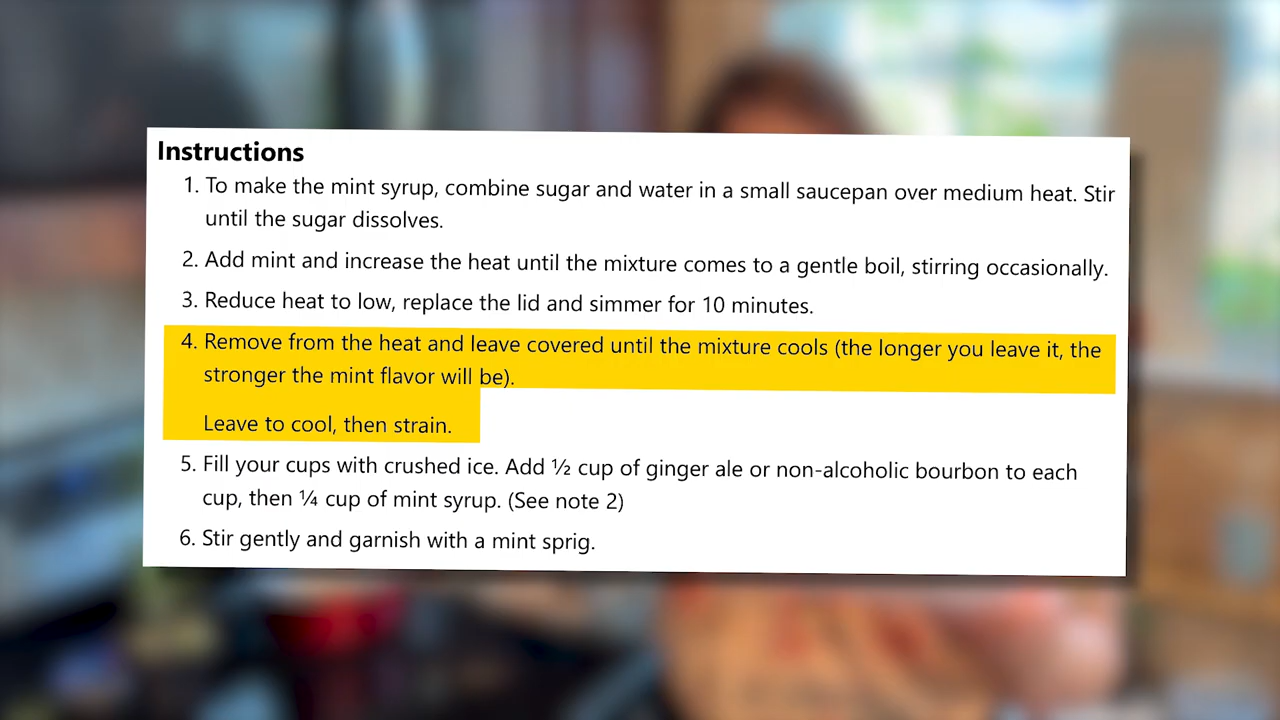 Instructions
1. To make the mint syrup, combine sugar and water in a small saucepan over medium heat. Stir
until the sugar dissolves.
2. Add mint and increase the heat until the mixture comes to a gentle boil, stirring occasionally.
3. Reduce heat to low, replace the lid and simmer for 10 minutes.
4. Remove from the heat and leave covered until the mixture cools (the longer you leave it, the
stronger the mint flavor will be).
Leave to cool, then strain.
5. Fill your cups with crushed ice. Add ½ cup of ginger ale or non-alcoholic bourbon to each
cup, then ¼ cup of mint syrup. (See note 2)
6. Stir gently and garnish with a mint sprig.